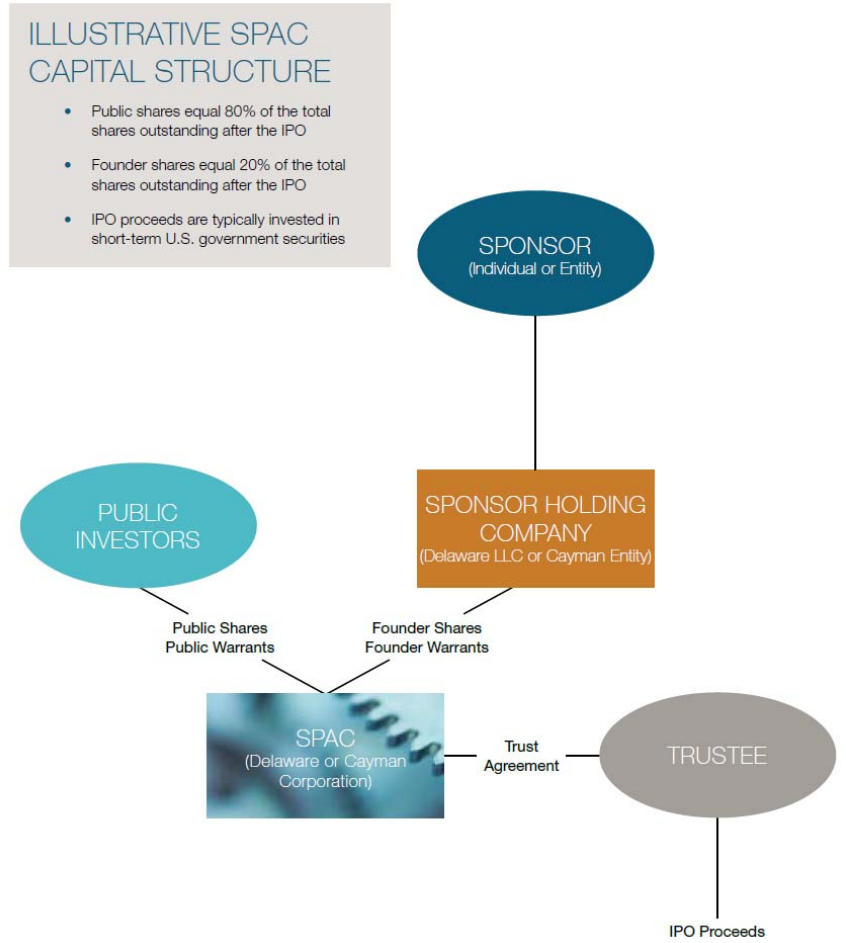 ILLUSTRATIVE SPAC
CAPITAL STRUCTURE
• Public shares equal 80% of the total
shares outstanding after the IPO
• Founder shares equal 20% of the total
shares outstanding after the IPO
• IPO proceeds are typically invested in
short-term U.S. government securities
SPONSOR
(Individual or Entity)
PUBLIC
INVESTORS
SPONSOR HOLDING
COMPANY
(Delaware LLC or Cayman Entity)
Public Shares
Public Warrants
Founder Shares
Founder Warrants
SPAC
(Delaware or Cayman
Corporation)
Trust
Agreement
TRUSTEE
IPO Proceeds